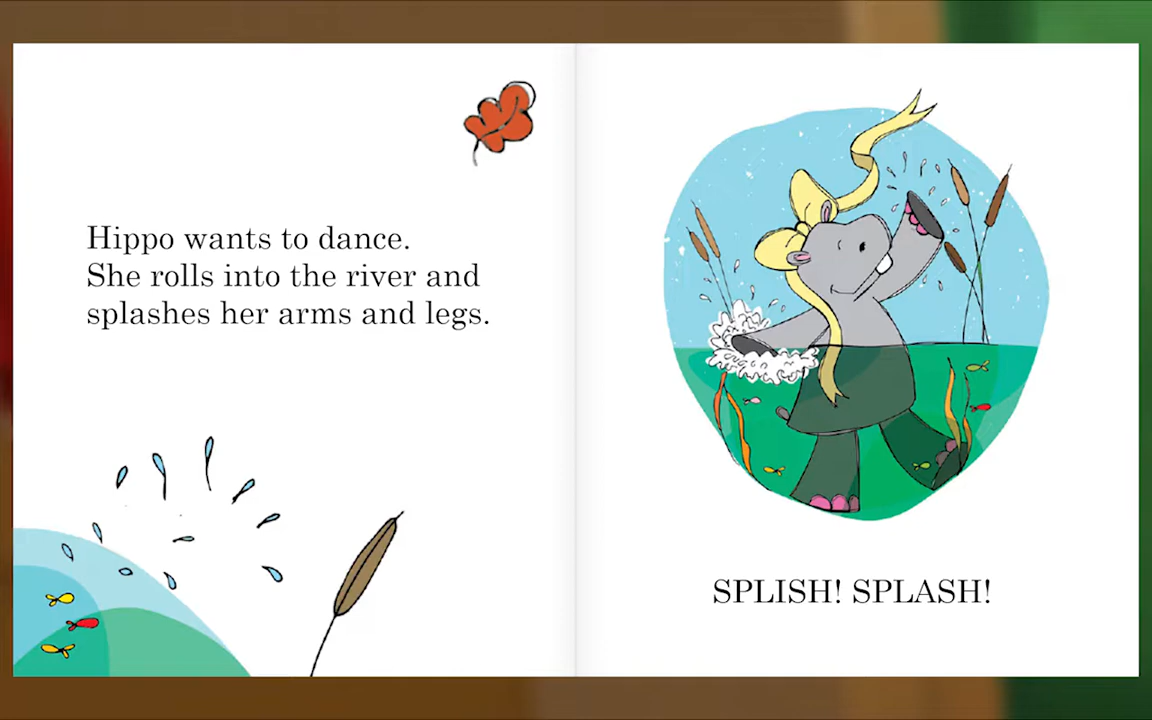 Hippo wants to dance.
She rolls into the river and
splashes her arms and legs.
SPLISH! SPLASH!